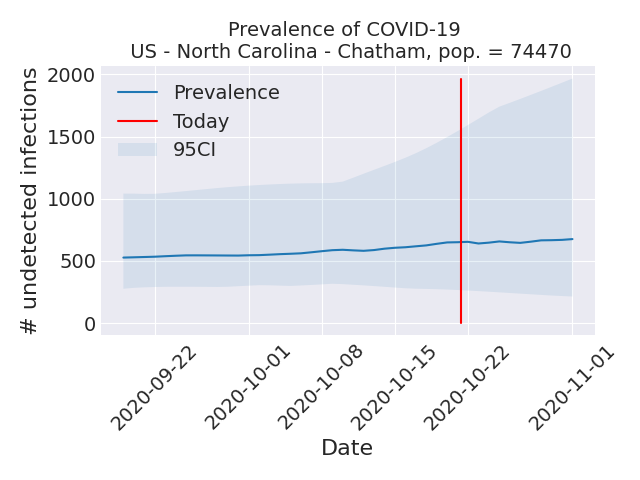 Prevalence of COVID-19
US - North Carolina - Chatham, pop. = 74470
# undetected infections
2000
1500
1000
500
0
Prevalence
Today
95CI
2020-09-22
2020-10-01
2020-10-08
2020-10-15
2020-10-22
2020-11-01
Date